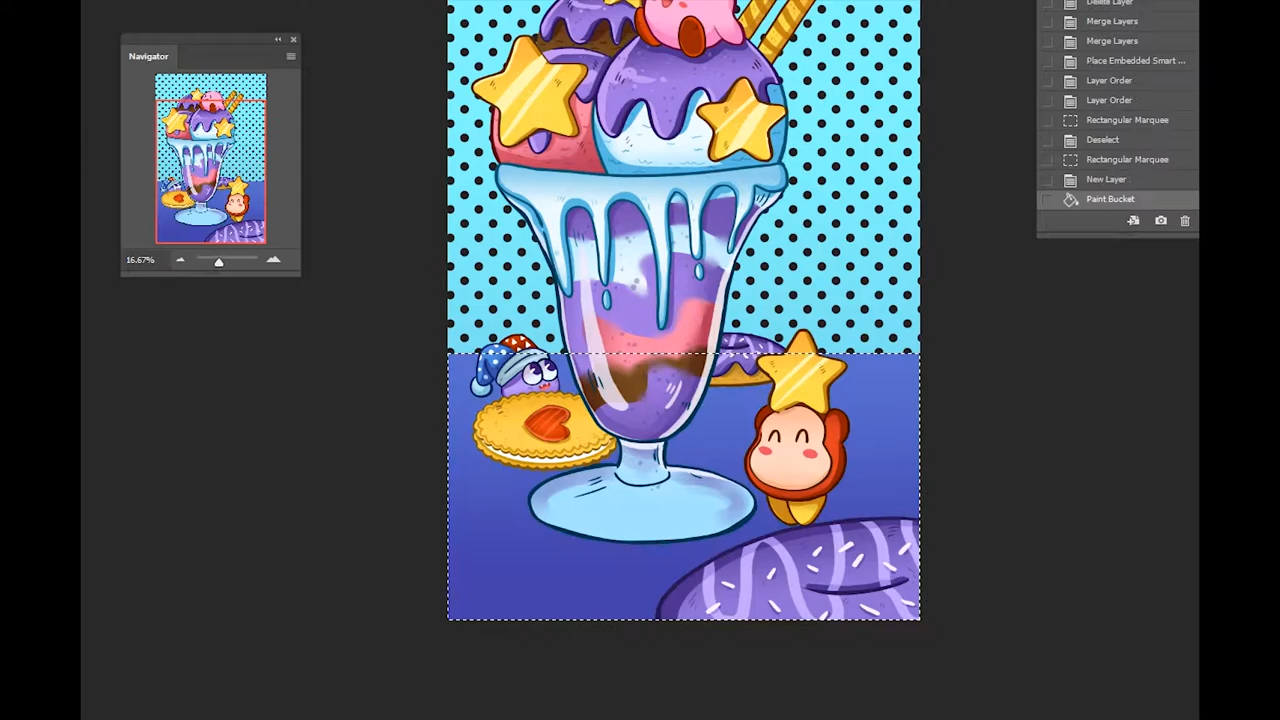 Navigator
16.67%
Delete Layer
Merge Layers
Merge Layers
Place Embedded Smart ...
Layer Order
Layer Order
Rectangular Marquee
Deselect
Rectangular Marquee
New Layer
Paint Bucket